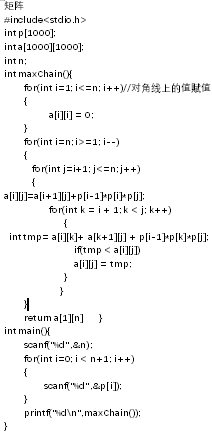 矩阵
#include<stdio.h>
int p[1000];
int a[1000][1000];
int n;
int maxChain(){
for(int i=1; i<=n; i++)//对角线上的值赋值
{
a[i][i] = 0;
}
for(int i=n;i>=1; i--)
{
for(int j=i+1; j<=n;j++)
{
a[i][j]=a[i+1][j]+p[i-1]*p[i]*p[j];
for(int k = i + 1; k < j; k++)
{
int tmp= a[i][k]+ a[k+1][j] + p[i-1]*p[k]*p[j];
if(tmp < a[i][j])
a[i][j] = tmp;
}
}
}
return a[1][n] }
int main(){
scanf("%d",&n);
for(int i=0; i < n+1; i++)
{
scanf("%d",&p[i]);
}
printf("%d\n",maxChain());
}